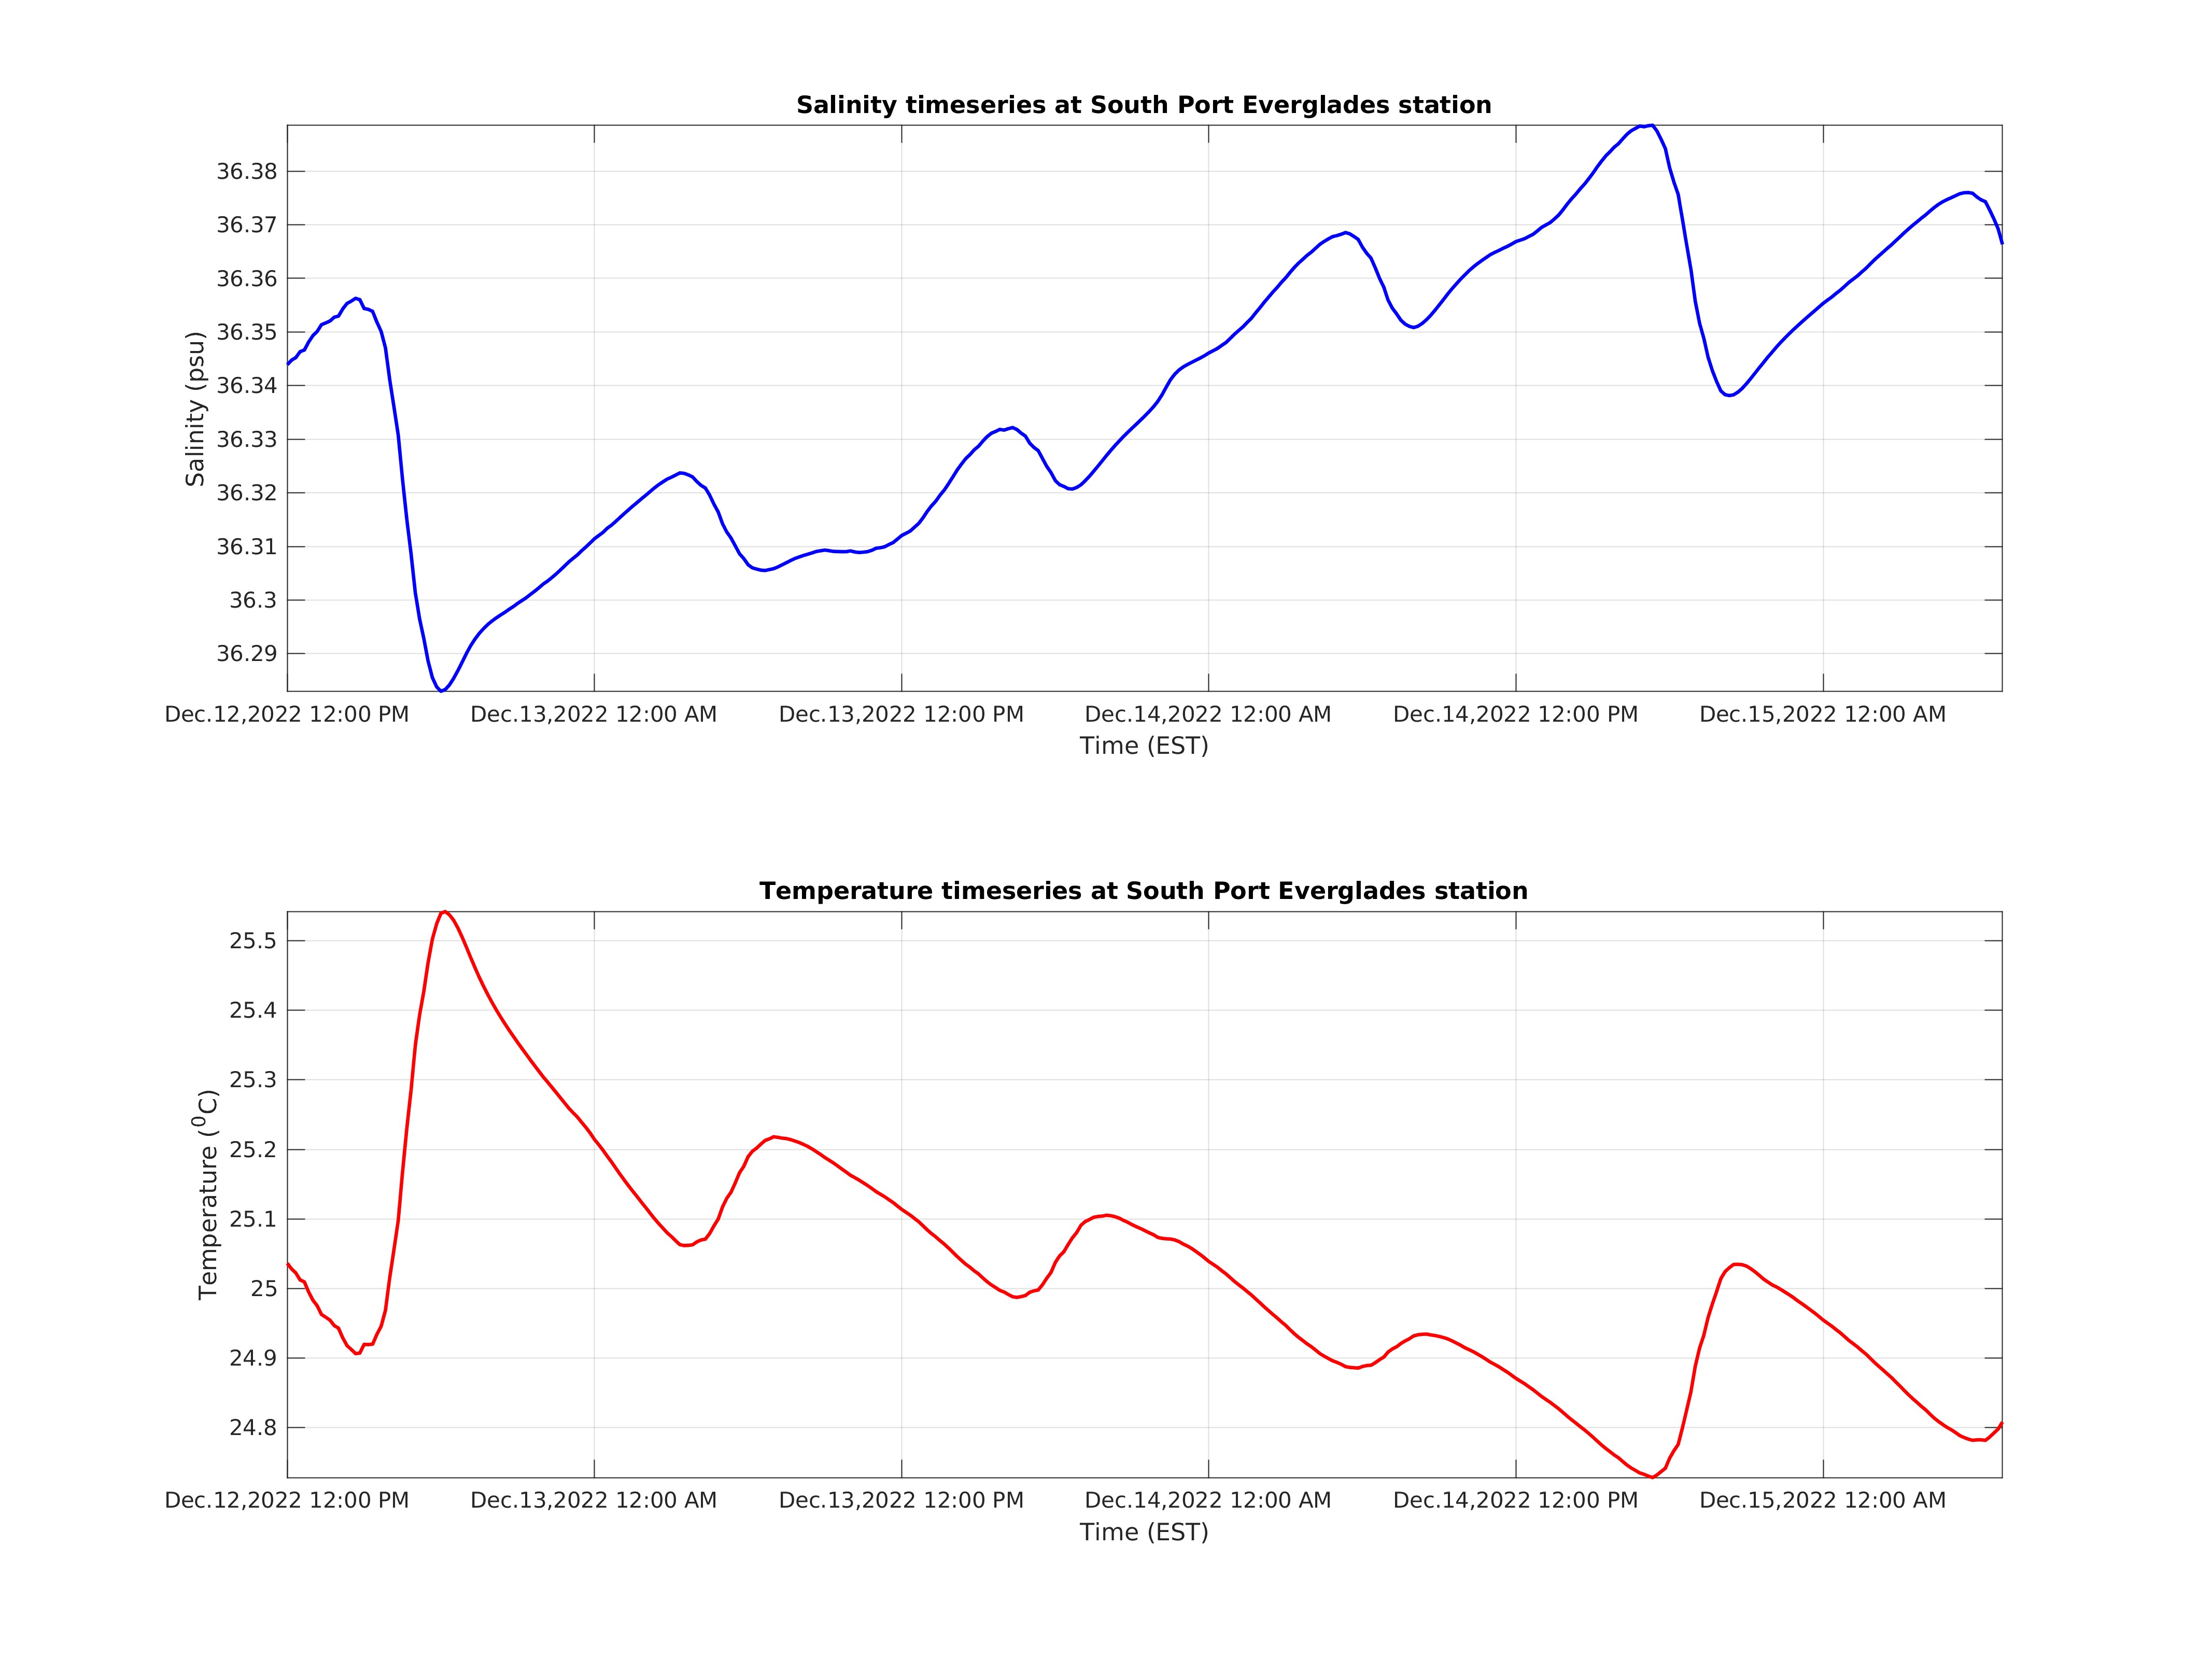 Salinity timeseries at South Port Everglades station
36.38
36.37
36.36
36.35
36.34
36.33
36.32
36.31
36.3
36.29
Salinity (psu)
Dec.12,2022 12:00 PM Dec.13,2022 12:00 AM Dec.13,2022 12:00 PM Dec.14,2022 12:00 AM Dec.14,2022 12:00 PM Dec.15,2022 12:00 AM
Time (EST)
Temperature timeseries at South Port Everglades station
25.5
25.4
25.3
25.2
25.1
25
24.9
24.8
Temperature (⁰C)
Dec.12,2022 12:00 PM Dec.13,2022 12:00 AM Dec.13,2022 12:00 PM Dec.14,2022 12:00 AM Dec.14,2022 12:00 PM Dec.15,2022 12:00 AM
Time (EST)